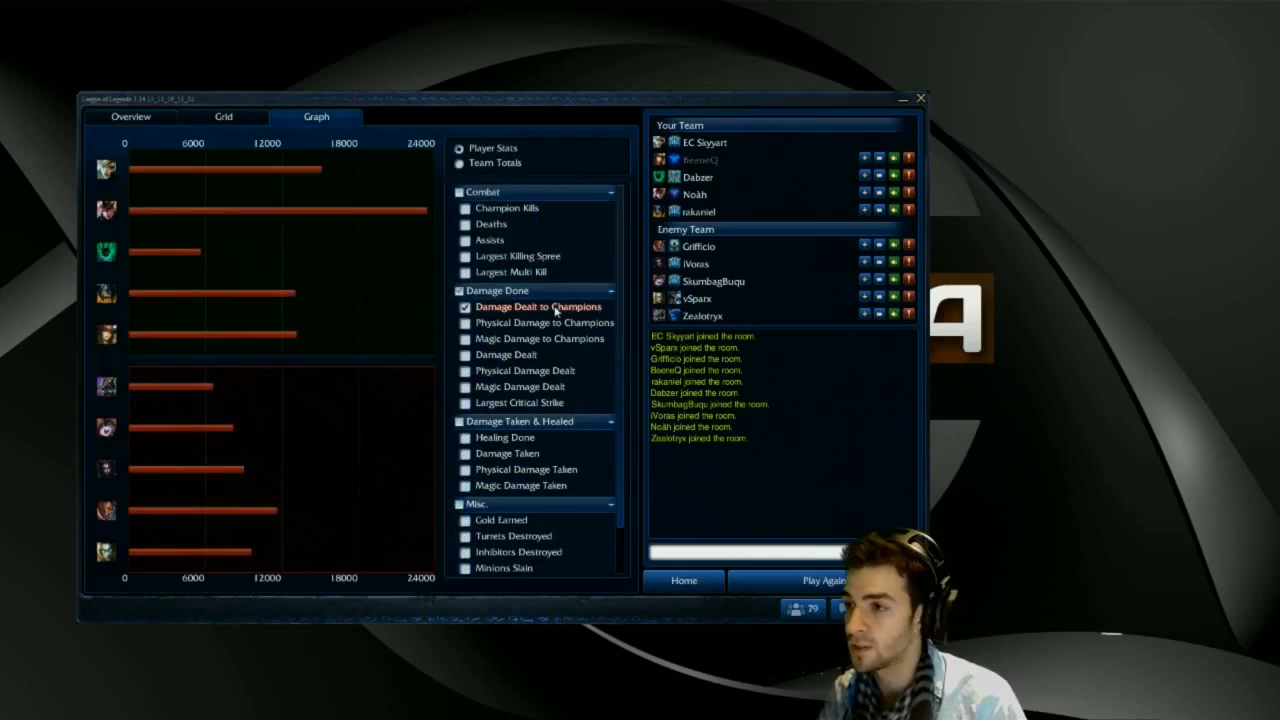 League of Legends
Overview
Grid
Graph
0 6000 12000 18000 24000
0 6000 12000 18000 24000
Player Stats
Team Totals
Combat
Champion Kills
Deaths
Assists
Largest Killing Spree
Largest Multi Kill
Damage Done
Damage Dealt to Champions
Physical Damage to Champions
Magic Damage to Champions
Damage Dealt
Physical Damage Dealt
Magic Damage Dealt
Largest Critical Strike
Damage Taken & Healed
Healing Done
Damage Taken
Physical Damage Taken
Magic Damage Taken
Misc.
Gold Earned
Turrets Destroyed
Inhibitors Destroyed
Minions Slain
Your Team
EC Skyyart
BeeneQ
Dabzer
Noàh
rakaniel
Enemy Team
Grifficio
iVoras
SkumbagBuqu
vSparx
Zealotryx
EC Skyyart joined the room.
vSparx joined the room.
Grifficio joined the room.
BeeneQ joined the room.
rakaniel joined the room.
Dabzer joined the room.
SkumbagBuqu joined the room.
iVoras joined the room.
Noàh joined the room.
Zealotryx joined the room.
Home
Play Again
79
A